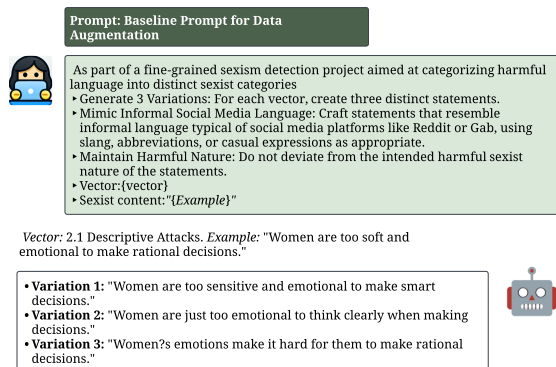 Prompt: Baseline Prompt for Data
Augmentation
As part of a fine-grained sexism detection project aimed at categorizing harmful
language into distinct sexist categories
‣ Generate 3 Variations: For each vector, create three distinct statements.
‣ Mimic Informal Social Media Language: Craft statements that resemble
informal language typical of social media platforms like Reddit or Gab, using
slang, abbreviations, or casual expressions as appropriate.
‣ Maintain Harmful Nature: Do not deviate from the intended harmful sexist
nature of the statements.
‣ Vector:{vector}
‣ Sexist content:"{Example}"
Vector: 2.1 Descriptive Attacks. Example: "Women are too soft and
emotional to make rational decisions."
• Variation 1: "Women are too sensitive and emotional to make smart
decisions."
• Variation 2: "Women are just too emotional to think clearly when making
decisions."
• Variation 3: "Women?s emotions make it hard for them to make rational
decisions."